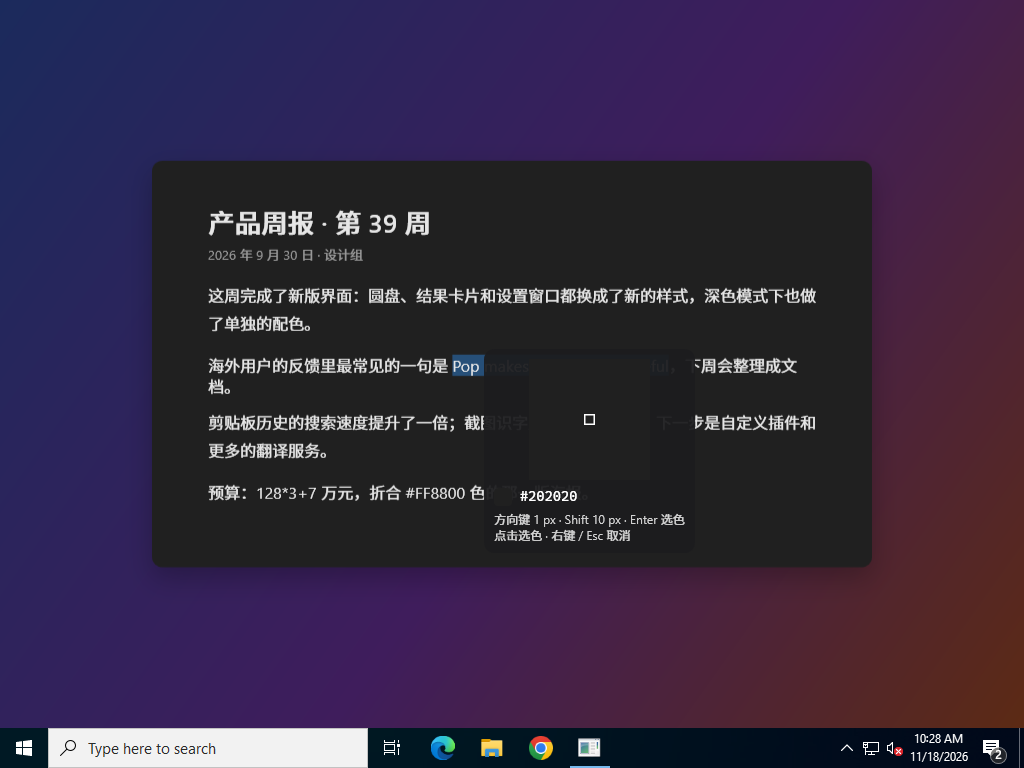 产品周报 · 第 39 周
2026 年 9 月 30 日 · 设计组
这周完成了新版界面：圆盘、结果卡片和设置窗口都换成了新的样式，深色模式下也做
了单独的配色。
海外用户的反馈里最常见的一句是 Pop makes ful，下周会整理成文
档。
剪贴板历史的搜索速度提升了一倍；截图识字 下一步是自定义插件和
更多的翻译服务。
预算：128*3+7 万元，折合 #FF8800 色
#202020
方向键 1 px · Shift 10 px · Enter 选色
点击选色 · 右键 / Esc 取消
Type here to search
10:28 AM
11/18/2026
2